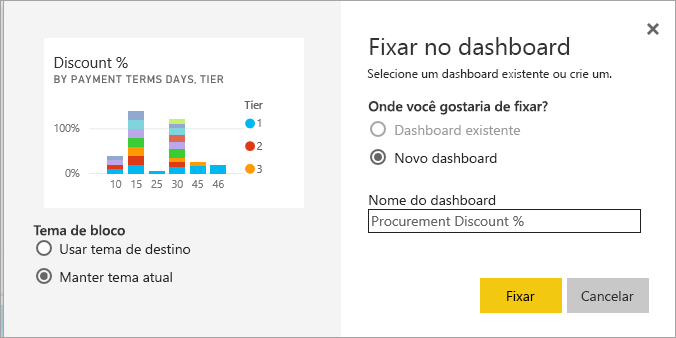 Discount %
BY PAYMENT TERMS DAYS, TIER
Tier
100%
1
2
0%
3
10 15 25 30 45 46
Tema de bloco
Usar tema de destino
Manter tema atual
Fixar no dashboard
Selecione um dashboard existente ou crie um.
Onde você gostaria de fixar?
Dashboard existente
Novo dashboard
Nome do dashboard
Procurement Discount %
Fixar Cancelar